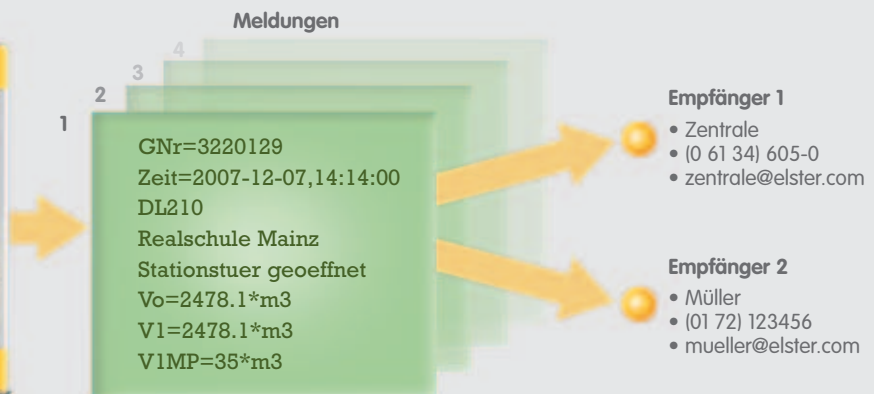 Meldungen
4
3
2
1
GNr=3220129
Zeit=2007-12-07,14:14:00
DL210
Realschule Mainz
Stationstuer geoeffnet
Vo=2478.1*m3
V1=2478.1*m3
V1MP=35*m3
Empfänger 1
• Zentrale
• (0 61 34) 605-0
• zentrale@elster.com
Empfänger 2
• Müller
• (01 72) 123456
• mueller@elster.com